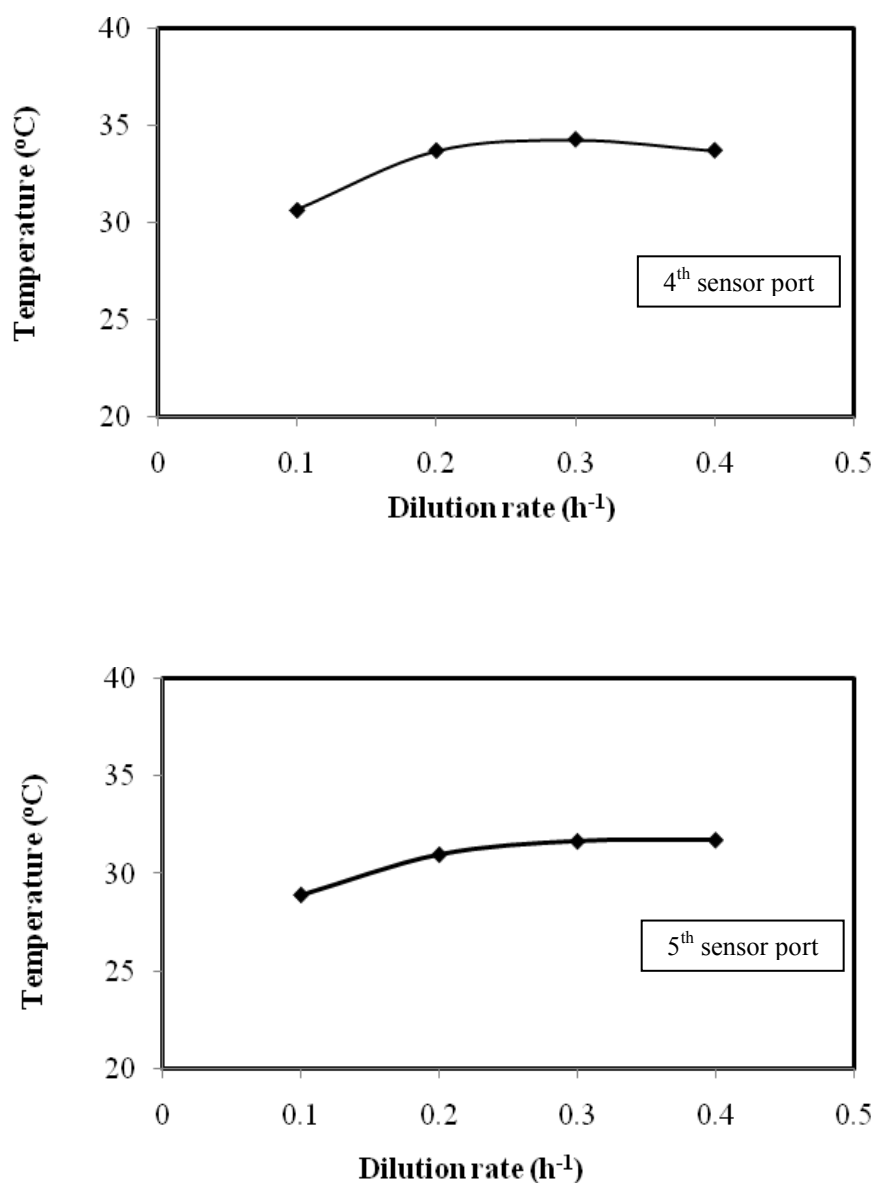 40
35
30
25
20
Temperature (ºC)
4th sensor port
0 0.1 0.2 0.3 0.4 0.5
Dilution rate (h-1)
40
35
30
25
20
Temperature (ºC)
5th sensor port
0 0.1 0.2 0.3 0.4 0.5
Dilution rate (h-1)